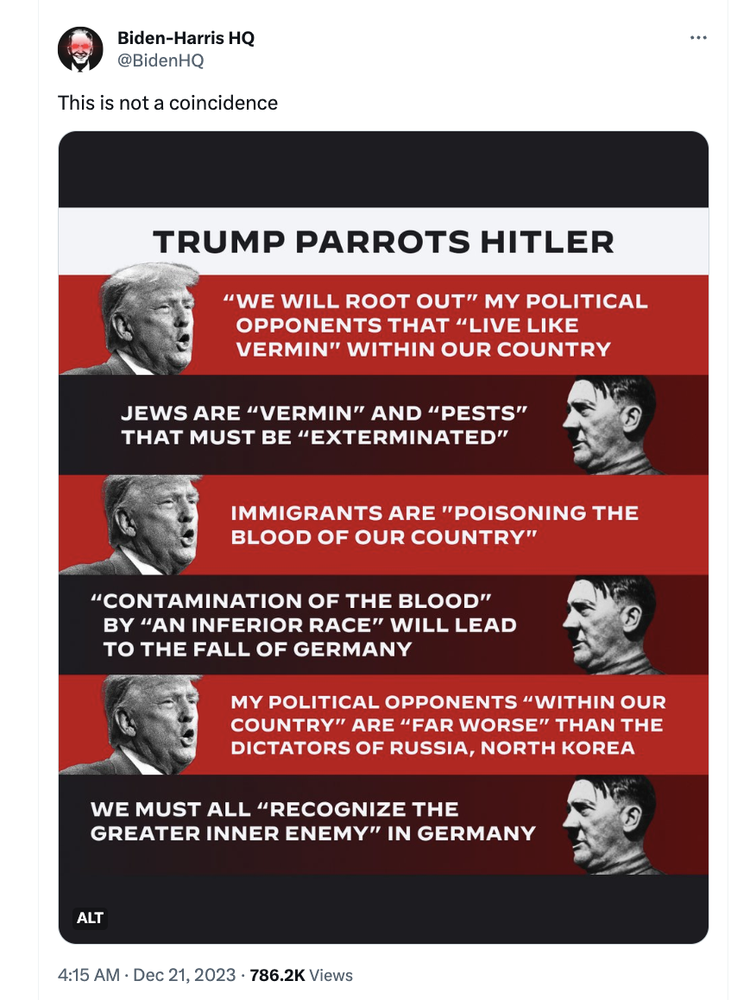 Biden-Harris HQ
@BidenHQ
This is not a coincidence
TRUMP PARROTS HITLER
“WE WILL ROOT OUT” MY POLITICAL
OPPONENTS THAT “LIVE LIKE
VERMIN” WITHIN OUR COUNTRY
JEWS ARE “VERMIN” AND “PESTS”
THAT MUST BE “EXTERMINATED”
IMMIGRANTS ARE ”POISONING THE
BLOOD OF OUR COUNTRY”
“CONTAMINATION OF THE BLOOD”
BY “AN INFERIOR RACE” WILL LEAD
TO THE FALL OF GERMANY
MY POLITICAL OPPONENTS “WITHIN OUR
COUNTRY” ARE “FAR WORSE” THAN THE
DICTATORS OF RUSSIA, NORTH KOREA
WE MUST ALL “RECOGNIZE THE
GREATER INNER ENEMY” IN GERMANY
ALT
4:15 AM · Dec 21, 2023 · 786.2K Views